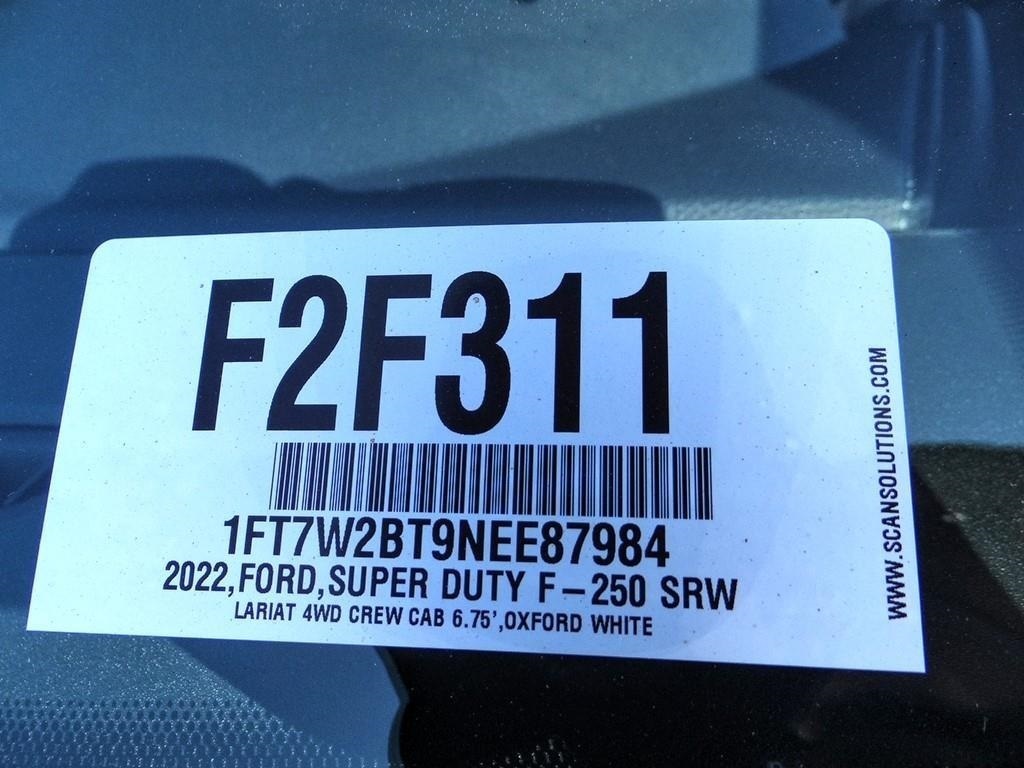 F2F311
1FT7W2BT9NEE87984
2022,FORD,SUPER DUTY F-250 SRW
LARIAT 4WD CREW CAB 6.75',OXFORD WHITE
WWW.SCANSOLUTIONS.COM